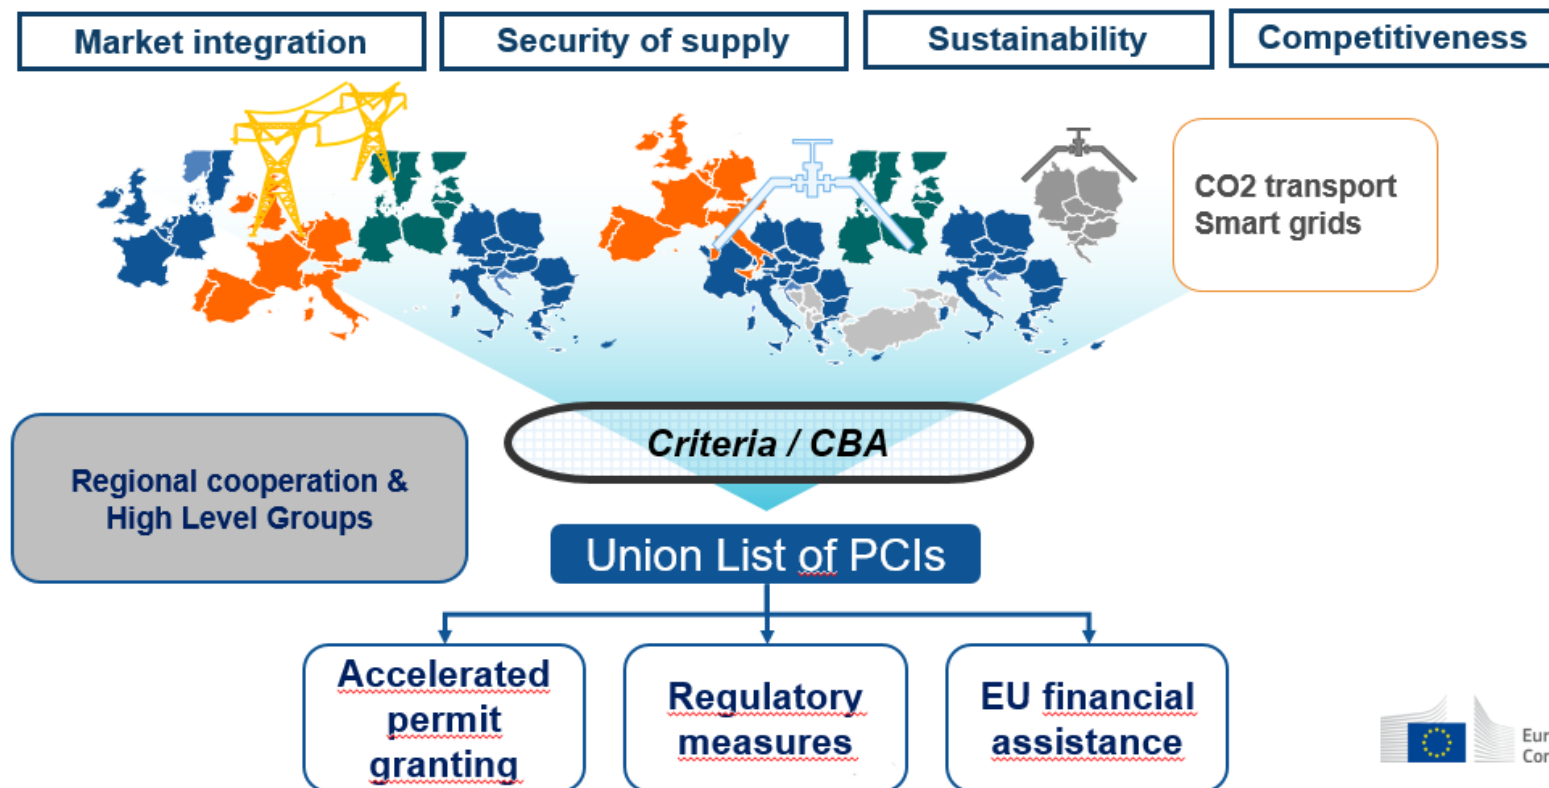 Market integration
Security of supply
Sustainability
Competitiveness
CO2 transport
Smart grids
Criteria / CBA
Regional cooperation &
High Level Groups
Union List of PCIs
Accelerated
permit
granting
Regulatory
measures
EU financial
assistance